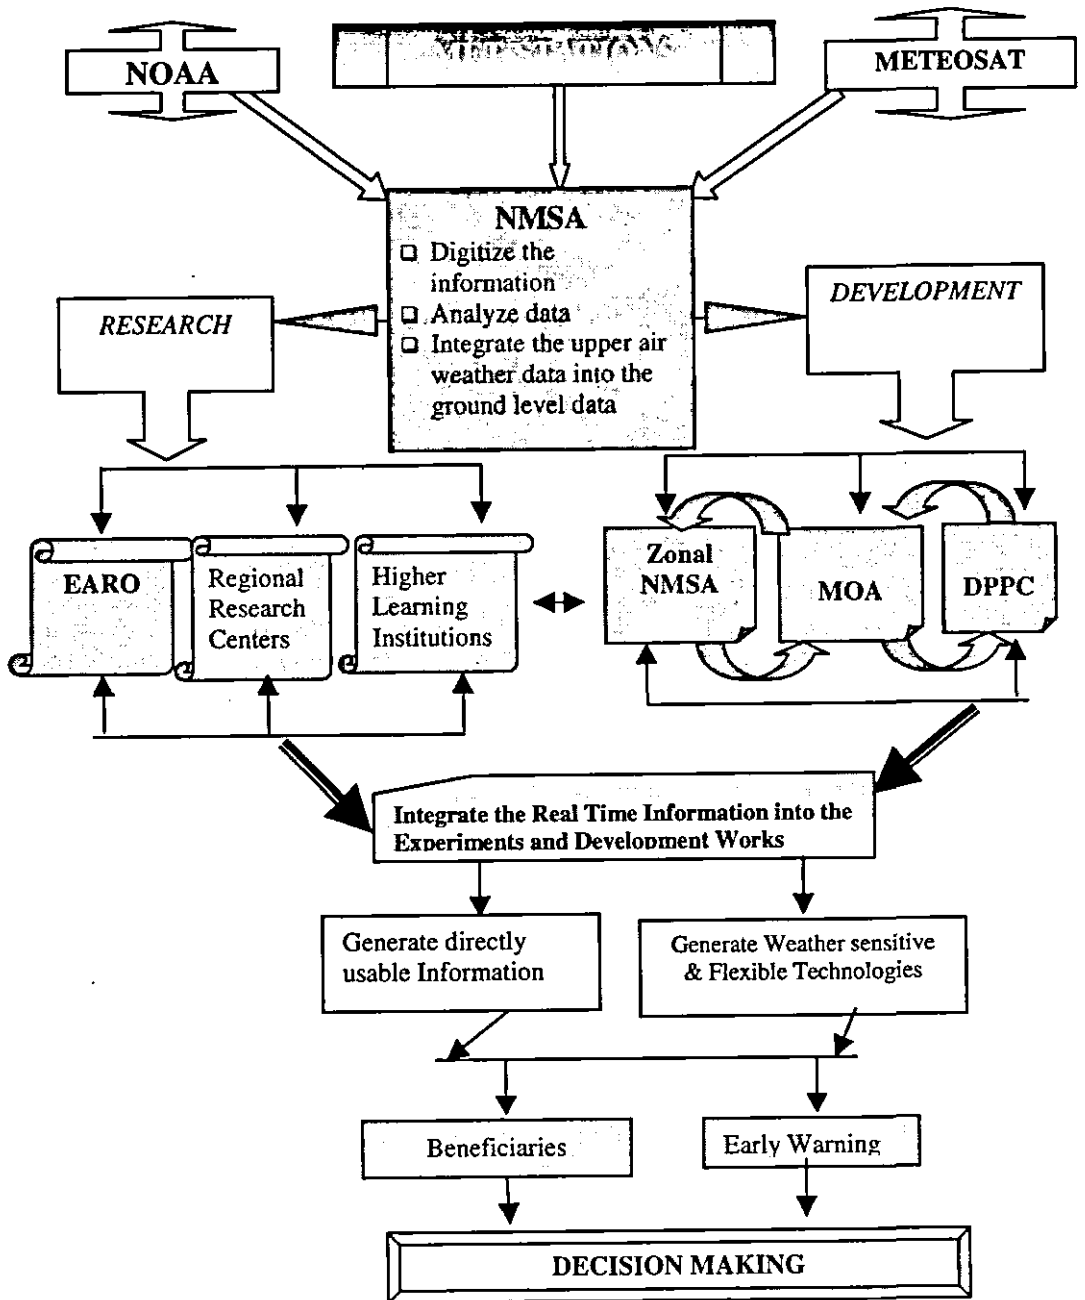 NOAA
MET STATIONS
METEOSAT
NMSA
❑ Digitize the
information
❑ Analyze data
❑ Integrate the upper air
weather data into the
ground level data
RESEARCH
DEVELOPMENT
EARO
Regional
Research
Centers
Higher
Learning
Institutions
Zonal
NMSA
MOA
DPPC
Integrate the Real Time Information into the
Experiments and Development Works
Generate directly
usable Information
Generate Weather sensitive
& Flexible Technologies
Beneficiaries
Early Warning
DECISION MAKING